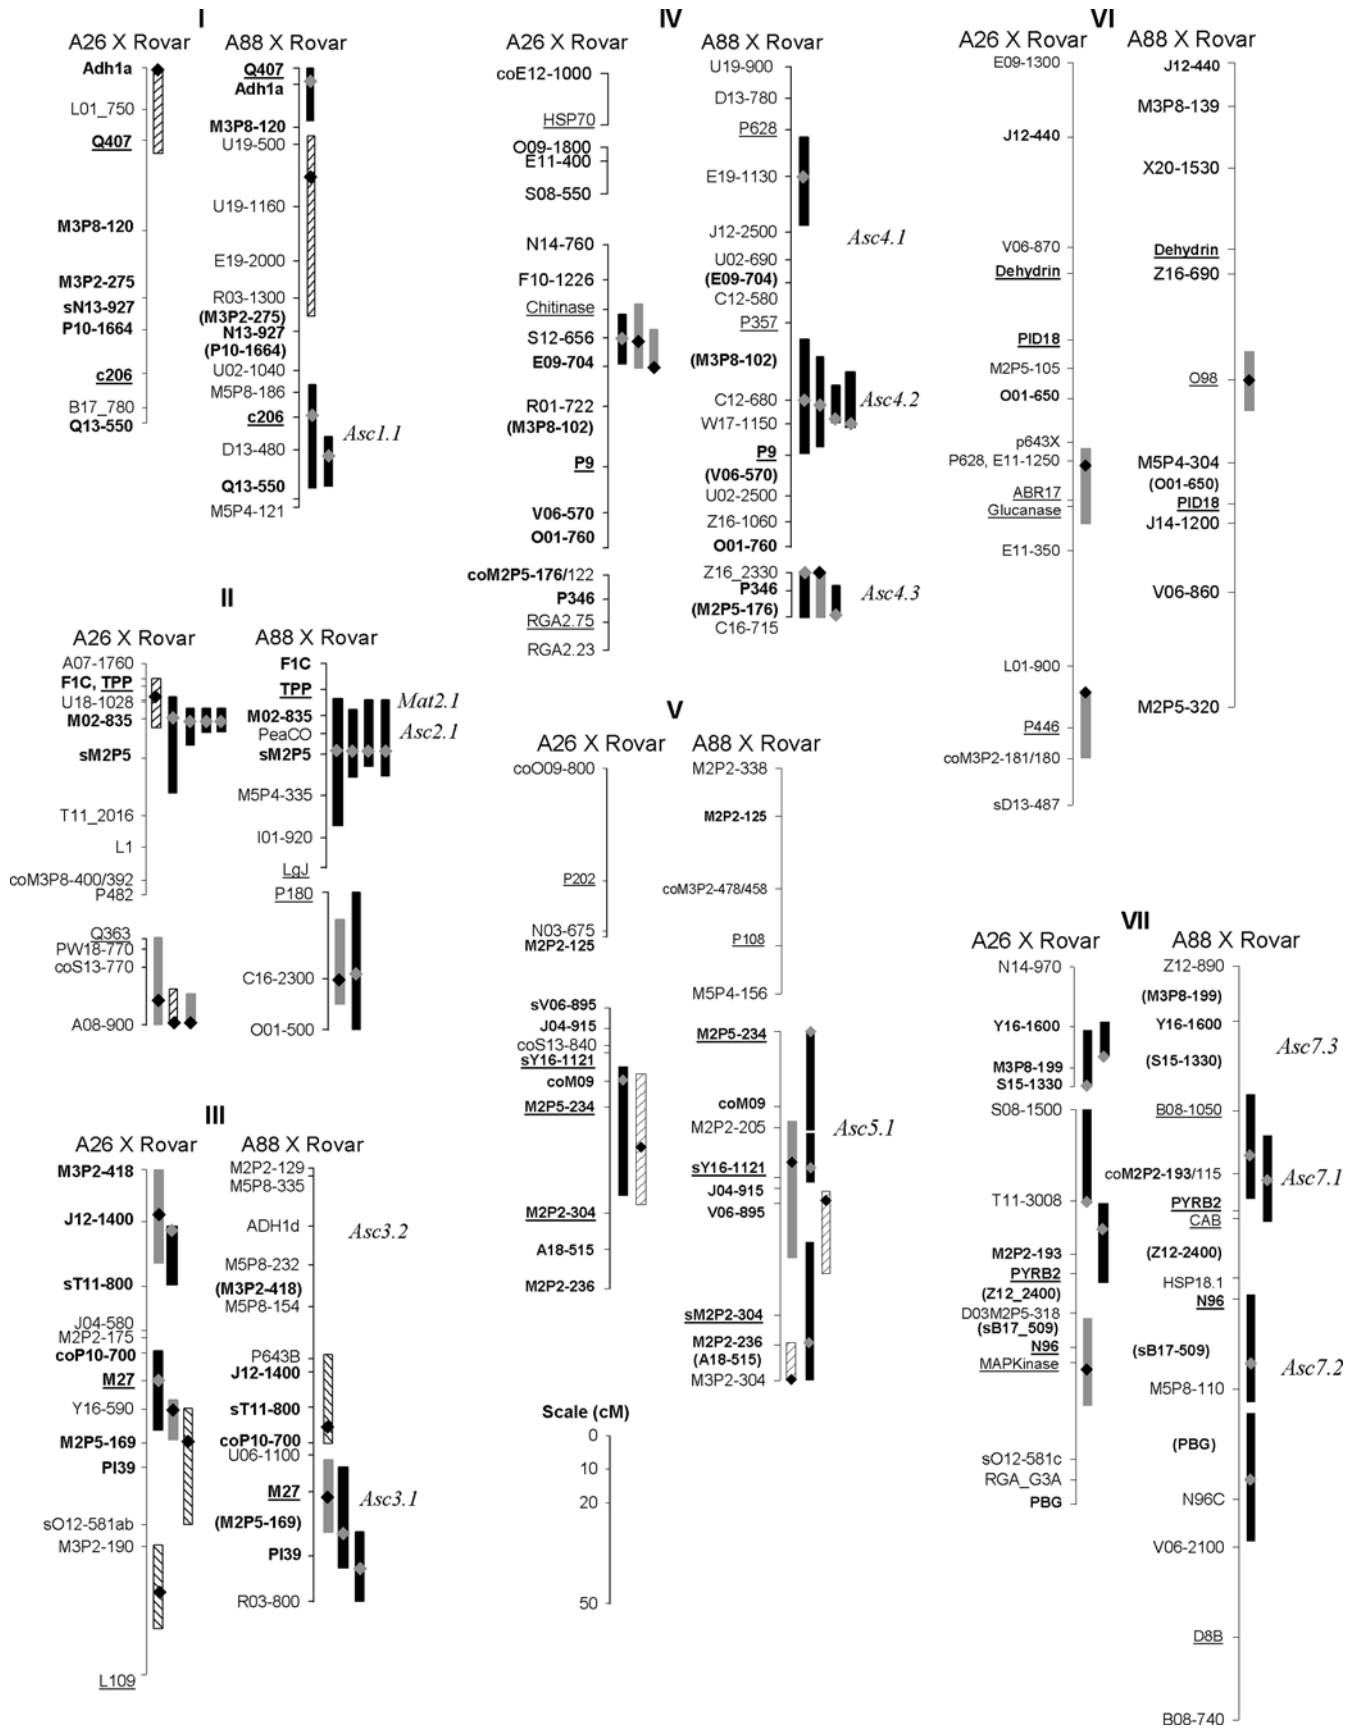 I
A26 X Rovar
Adh1a
L01_750
Q407
M3P8-120
M3P2-275
sN13-927
P10-1664
c206
B17_780
Q13-550
A88 X Rovar
Q407
Adh1a
M3P8-120
U19-500
U19-1160
E19-2000
R03-1300
(M3P2-275)
N13-927
(P10-1664)
U02-1040
M5P8-186
c206
D13-480
Q13-550
M5P4-121
Asc1.1
II
A26 X Rovar
A07-1760
F1C, TPP
U18-1028
M02-835
sM2P5
T11_2016
L1
coM3P8-400/392
P482
Q363
PW18-770
coS13-770
A08-900
A88 X Rovar
F1C
TPP
M02-835
PeaCO
sM2P5
M5P4-335
I01-920
LgJ
P180
C16-2300
O01-500
Mat2.1
Asc2.1
III
A26 X Rovar
M3P2-418
J12-1400
sT11-800
J04-580
M2P2-175
coP10-700
M27
Y16-590
M2P5-169
PI39
sO12-581ab
M3P2-190
L109
A88 X Rovar
M2P2-129
M5P8-335
ADH1d
M5P8-232
(M3P2-418)
M5P8-154
P643B
J12-1400
sT11-800
coP10-700
U06-1100
M27
(M2P5-169)
PI39
R03-800
Asc3.2
Asc3.1
IV
A26 X Rovar
coE12-1000
HSP70
O09-1800
E11-400
S08-550
N14-760
F10-1226
Chitinase
S12-656
E09-704
R01-722
(M3P8-102)
P9
V06-570
O01-760
coM2P5-176/122
P346
RGA2.75
RGA2.23
A88 X Rovar
U19-900
D13-780
P628
E19-1130
J12-2500
U02-690
(E09-704)
C12-580
P357
(M3P8-102)
C12-680
W17-1150
P9
(V06-570)
U02-2500
Z16-1060
O01-760
Z16_2330
P346
(M2P5-176)
C16-715
Asc4.1
Asc4.2
Asc4.3
V
A26 X Rovar
coO09-800
P202
N03-675
M2P2-125
sV06-895
J04-915
coS13-840
sY16-1121
coM09
M2P5-234
M2P2-304
A18-515
M2P2-236
A88 X Rovar
M2P2-338
M2P2-125
coM3P2-478/458
P108
M5P4-156
M2P5-234
coM09
M2P2-205
sY16-1121
J04-915
V06-895
sM2P2-304
M2P2-236
(A18-515)
M3P2-304
Asc5.1
Scale (cM)
0
10
20
50
VI
A26 X Rovar
E09-1300
J12-440
V06-870
Dehydrin
PID18
M2P5-105
O01-650
p643X
P628, E11-1250
ABR17
Glucanase
E11-350
L01-900
P446
coM3P2-181/180
sD13-487
A88 X Rovar
J12-440
M3P8-139
X20-1530
Dehydrin
Z16-690
O98
M5P4-304
(O01-650)
PID18
J14-1200
V06-860
M2P5-320
VII
A26 X Rovar
N14-970
Y16-1600
M3P8-199
S15-1330
S08-1500
T11-3008
M2P2-193
PYRB2
(Z12_2400)
D03M2P5-318
(sB17_509)
N96
MAPKinase
sO12-581c
RGA_G3A
PBG
A88 X Rovar
Z12-890
(M3P8-199)
Y16-1600
(S15-1330)
B08-1050
coM2P2-193/115
PYRB2
CAB
(Z12-2400)
HSP18.1
N96
(sB17-509)
M5P8-110
(PBG)
N96C
V06-2100
D8B
B08-740
Asc7.3
Asc7.1
Asc7.2